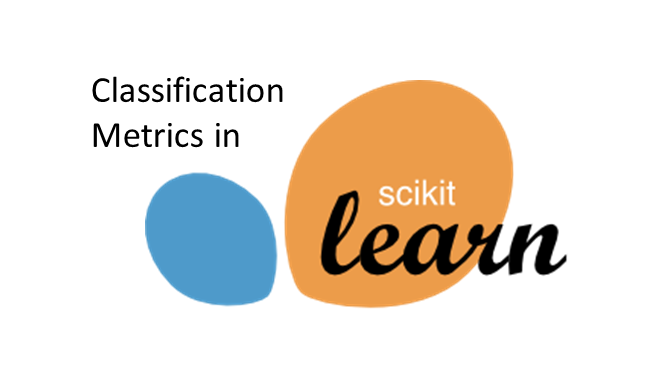 Classification
Metrics in
scikit
learn